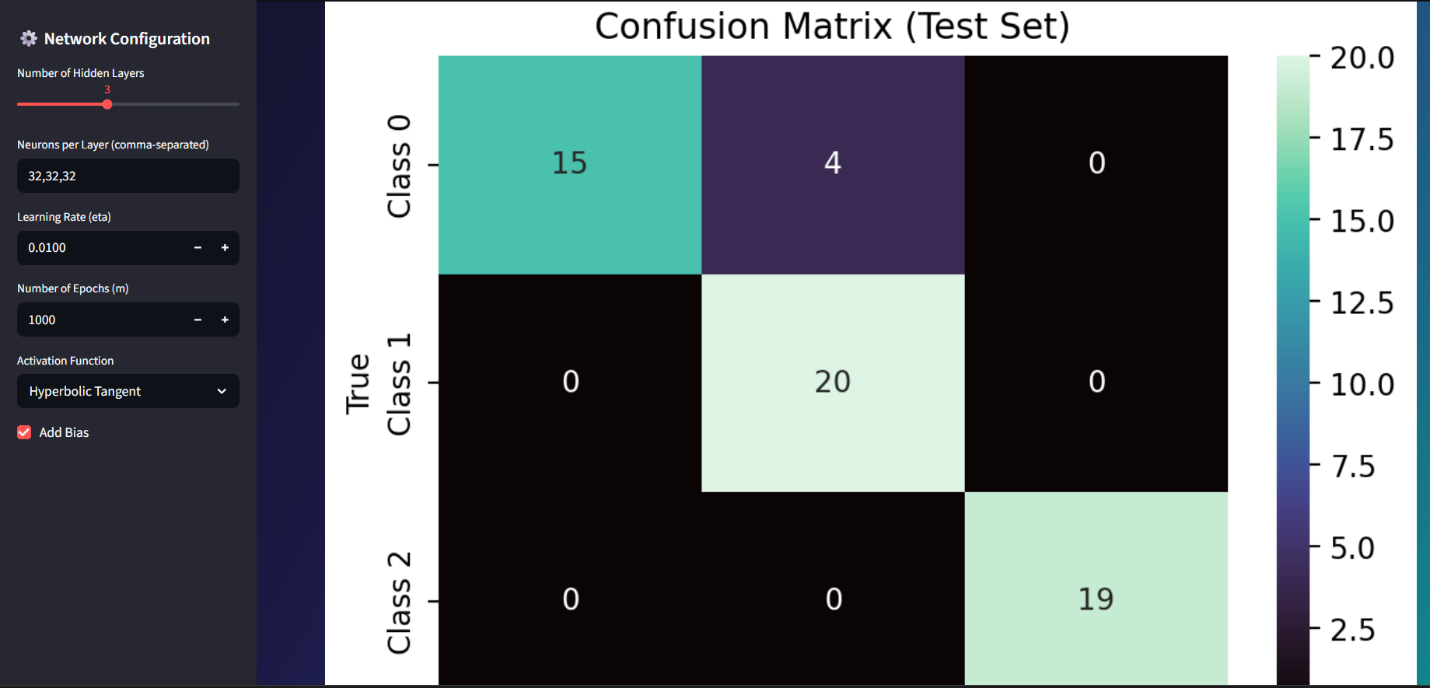 Network Configuration
Number of Hidden Layers
3
Neurons per Layer (comma-separated)
32,32,32
Learning Rate (eta)
0.0100
− +
Number of Epochs (m)
1000
− +
Activation Function
Hyperbolic Tangent
Add Bias
Confusion Matrix (Test Set)
True
Class 0
15 4 0
Class 1
0 20 0
Class 2
0 0 19
20.0
17.5
15.0
12.5
10.0
7.5
5.0
2.5